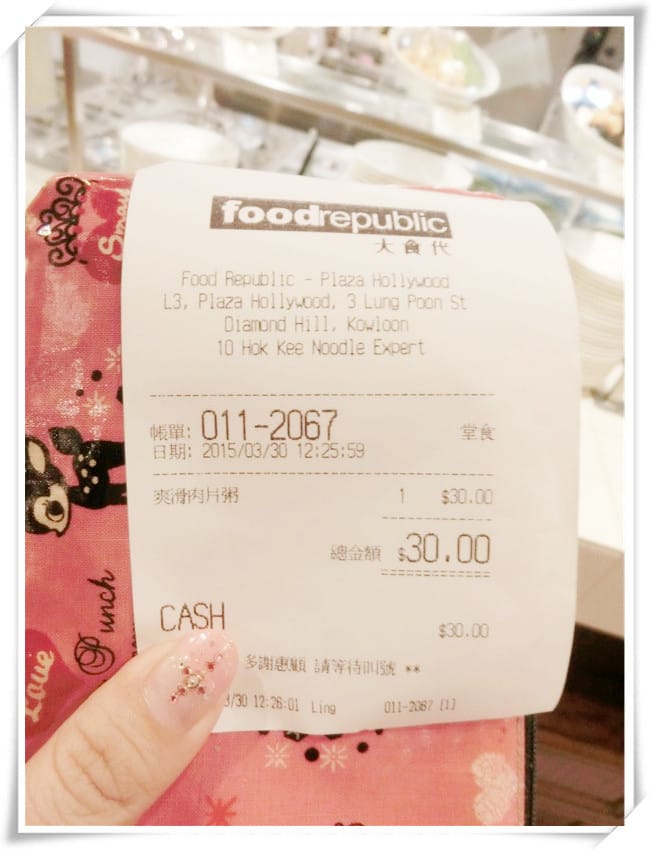 foodrepublic
大食代
Food Republic - Plaza Hollywood
L3, Plaza Hollywood, 3 Lung Poon St
Diamond Hill, Kowloon
10 Hok Kee Noodle Expert
帳單: 011-2067 堂食
日期: 2015/03/30 12:25:59
爽滑肉片粥 1 $30.00
總金額 $30.00
CASH
$30.00
多謝惠顧 請等待叫號 **
3/30 12:26:01 Ling 011-2067 [1]
Punch
Love